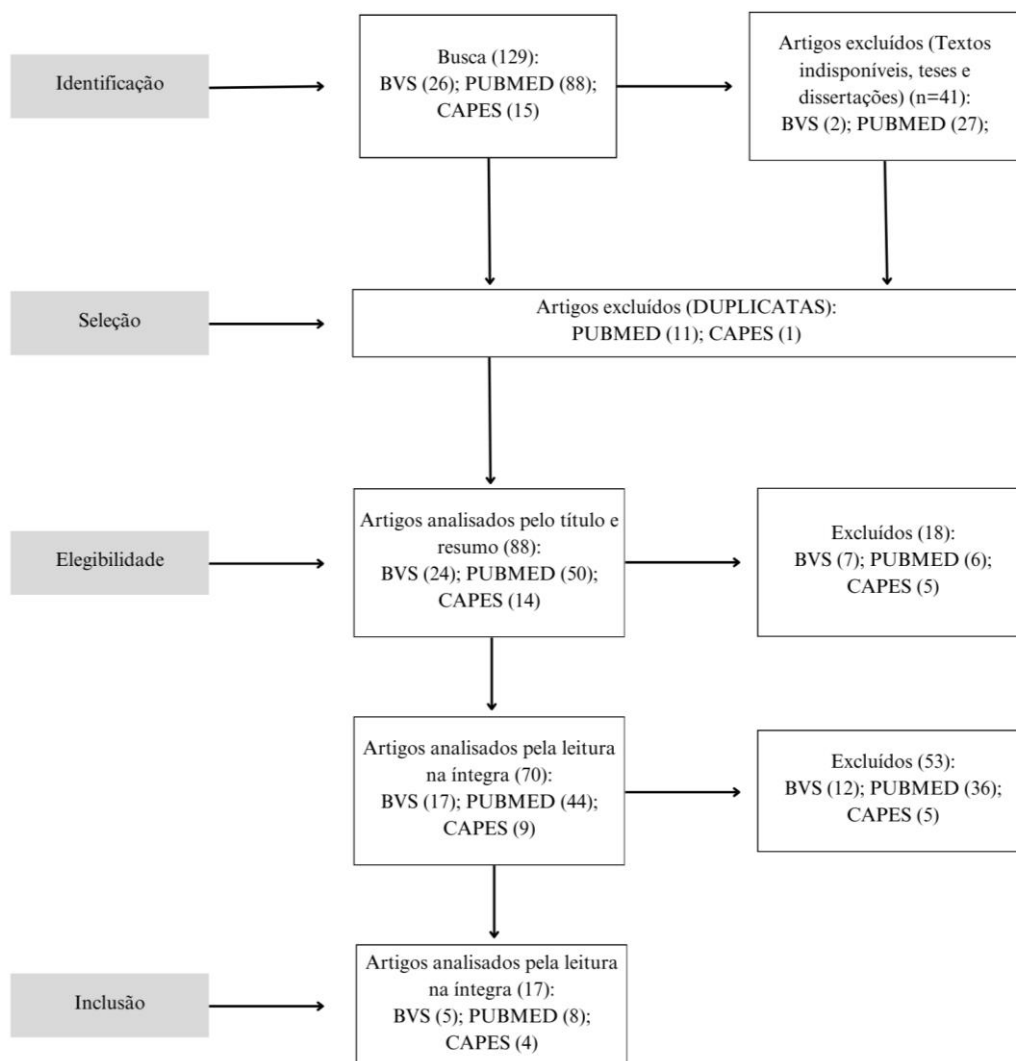 Identificação
Busca (129):
BVS (26); PUBMED (88);
CAPES (15)
Artigos excluídos (Textos
indisponíveis, teses e
dissertações) (n=41):
BVS (2); PUBMED (27);
Seleção
Artigos excluídos (DUPLICATAS):
PUBMED (11); CAPES (1)
Elegibilidade
Artigos analisados pelo título e
resumo (88):
BVS (24); PUBMED (50);
CAPES (14)
Excluídos (18):
BVS (7); PUBMED (6);
CAPES (5)
Artigos analisados pela leitura
na íntegra (70):
BVS (17); PUBMED (44);
CAPES (9)
Excluídos (53):
BVS (12); PUBMED (36);
CAPES (5)
Inclusão
Artigos analisados pela leitura
na íntegra (17):
BVS (5); PUBMED (8);
CAPES (4)